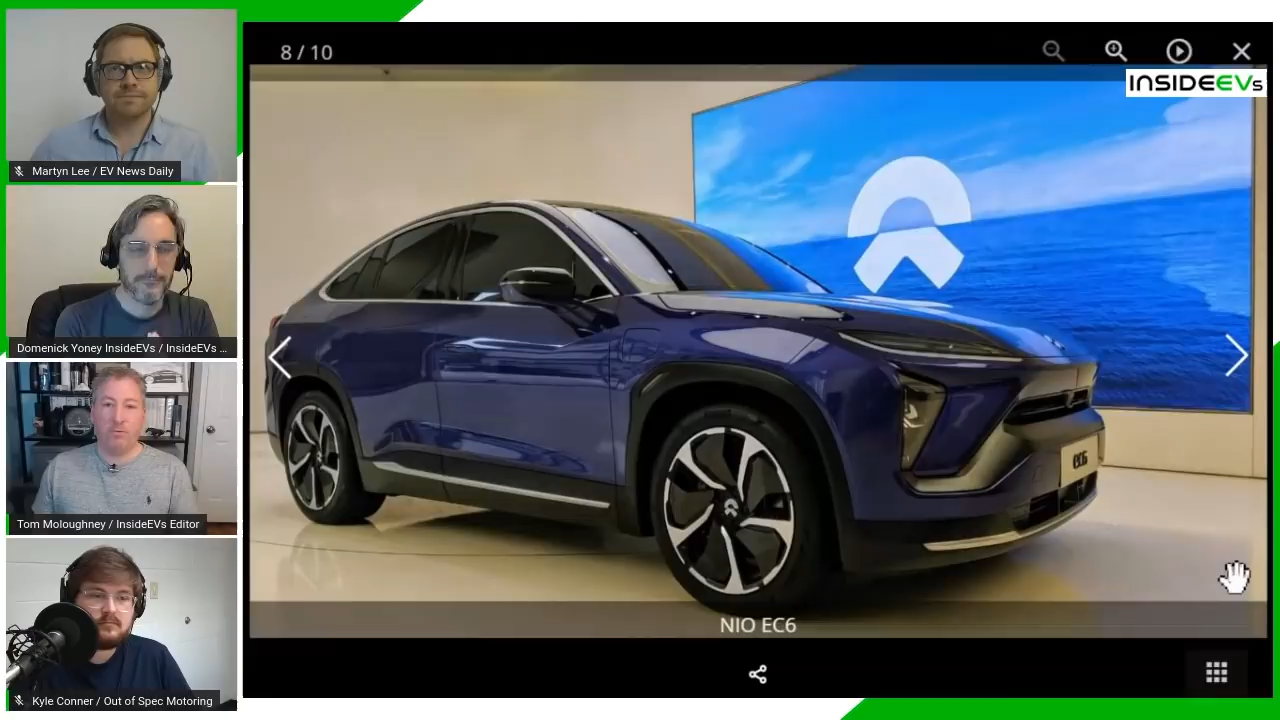 Martyn Lee / EV News Daily
Domenick Yoney InsideEVs / InsideEVs ...
Tom Moloughney / InsideEVs Editor
Kyle Conner / Out of Spec Motoring
8 / 10
INSIDEEVs
ec6
NIO EC6